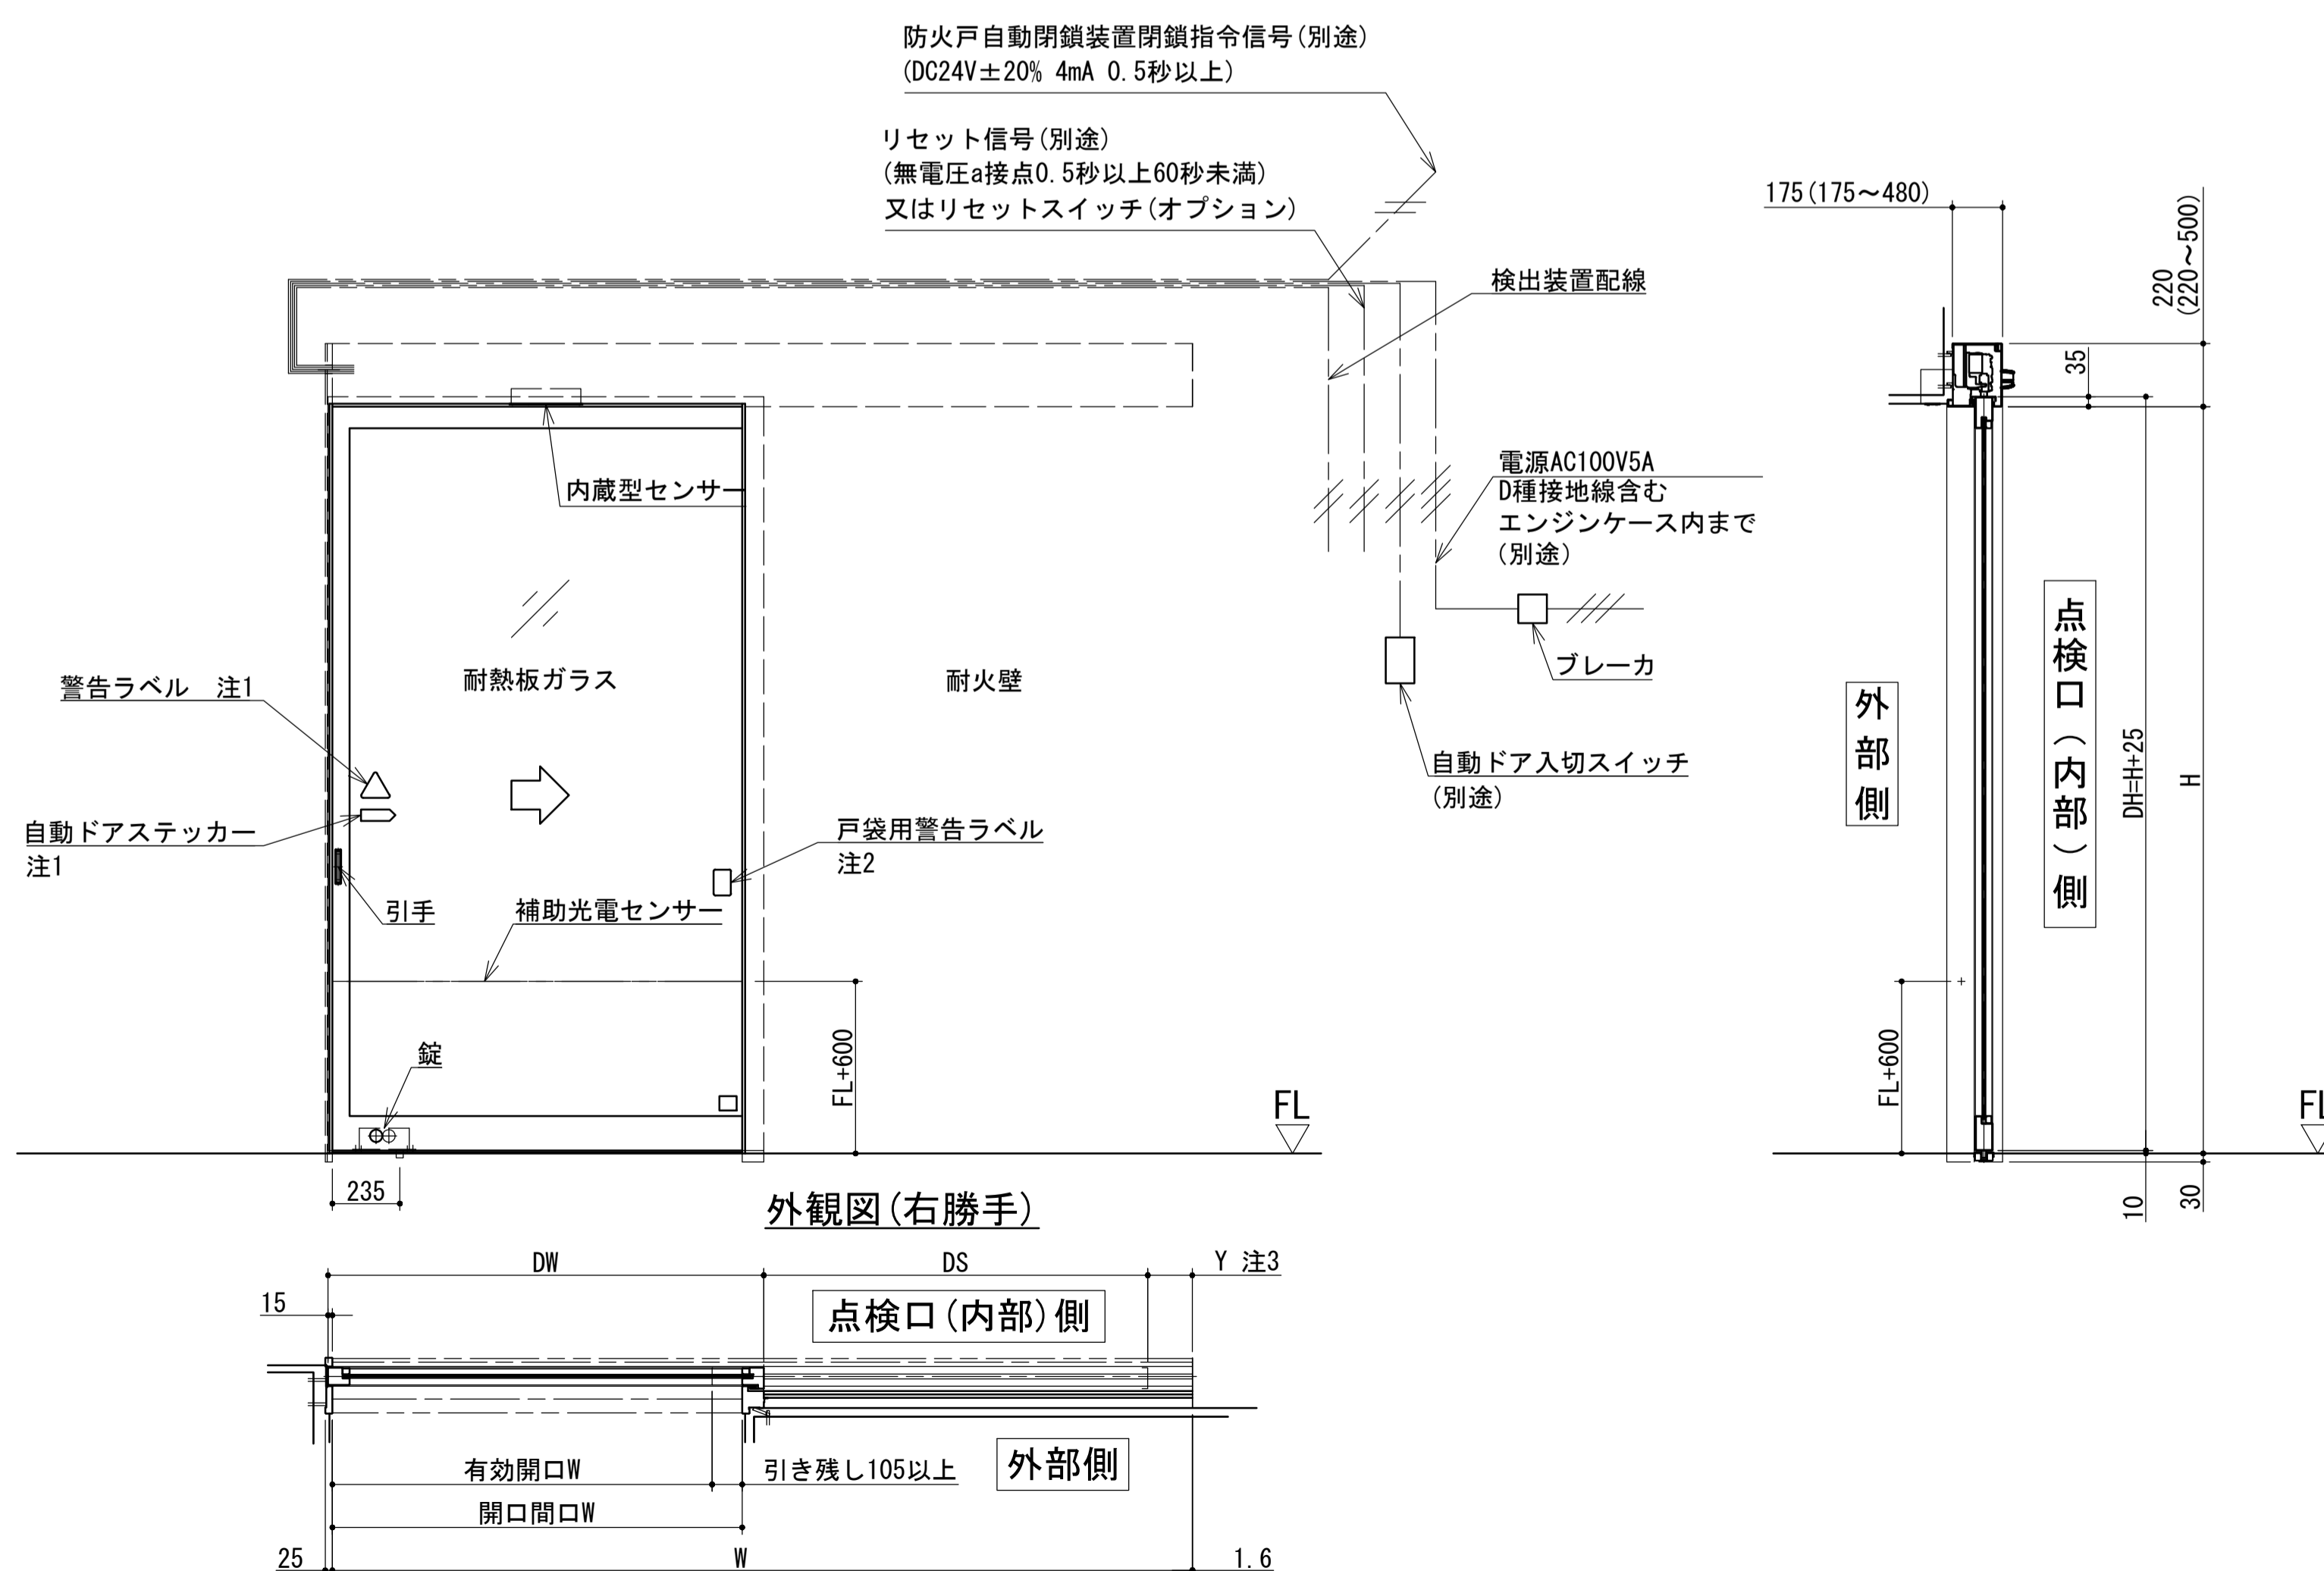 防火戸自動閉鎖装置閉鎖指令信号(別途)
(DC24V±20% 4mA 0.5秒以上)
リセット信号(別途)
(無電圧a接点0.5秒以上60秒未満)
又はリセットスイッチ(オプション)
検出装置配線
内蔵型センサー
電源AC100V5A
D種接地線含む
エンジンケース内まで
(別途)
ブレーカ
耐熱板ガラス
耐火壁
警告ラベル 注1
自動ドア入切スイッチ
(別途)
自動ドアステッカー
注1
戸袋用警告ラベル
注2
引手
補助光電センサー
錠
FL+600
FL
235
外観図(右勝手)
175(175～480)
220
(220～500)
35
外部側
点検口(内部)側
DH=H+25
H
FL+600
FL
10
30
DW
DS
Y 注3
15
点検口(内部)側
有効開口W
引き残し105以上
外部側
開口間口W
25
W
1.6